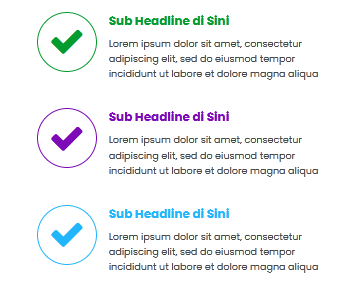 Sub Headline di Sini
Lorem ipsum dolor sit amet, consectetur
adipiscing elit, sed do eiusmod tempor
incididunt ut labore et dolore magna aliqua
Sub Headline di Sini
Lorem ipsum dolor sit amet, consectetur
adipiscing elit, sed do eiusmod tempor
incididunt ut labore et dolore magna aliqua
Sub Headline di Sini
Lorem ipsum dolor sit amet, consectetur
adipiscing elit, sed do eiusmod tempor
incididunt ut labore et dolore magna aliqua